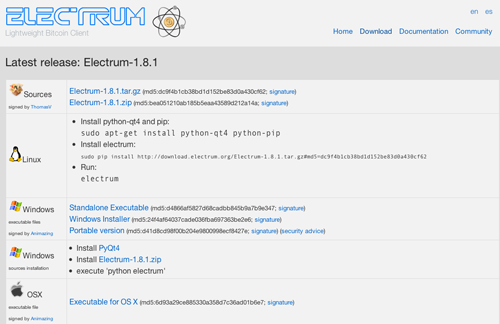 ELECTRUM
Lightweight Bitcoin Client
en es
Home Download Documentation Community
Latest release: Electrum-1.8.1
Sources
signed by ThomasV
Electrum-1.8.1.tar.gz (md5:dc9f4b1cb38bd1d152be83d0a430cf62; signature)
Electrum-1.8.1.zip (md5:bea051210ab185b5eaa43589d212a14a; signature)
Linux
• Install python-qt4 and pip:
sudo apt-get install python-qt4 python-pip
• Install electrum:
sudo pip install http://download.electrum.org/Electrum-1.8.1.tar.gz#md5=dc9f4b1cb38bd1d152be83d0a430cf62
• Run:
electrum
Windows
executable files
signed by Animazing
Standalone Executable (md5:d4866af5827d68cadbb845b9a7b9e347; signature)
Windows Installer (md5:24f4af64037cade036fba697363be2e6; signature)
Portable version (md5:d41d8cd98f00b204e9800998ecf8427e; signature) (security advice)
Windows
sources installation
• Install PyQt4
• Install Electrum-1.8.1.zip
• execute 'python electrum'
OSX
executable files
signed by Animazing
Executable for OS X (md5:6d93a29ce885330a358d7c36ad01b6e7; signature)